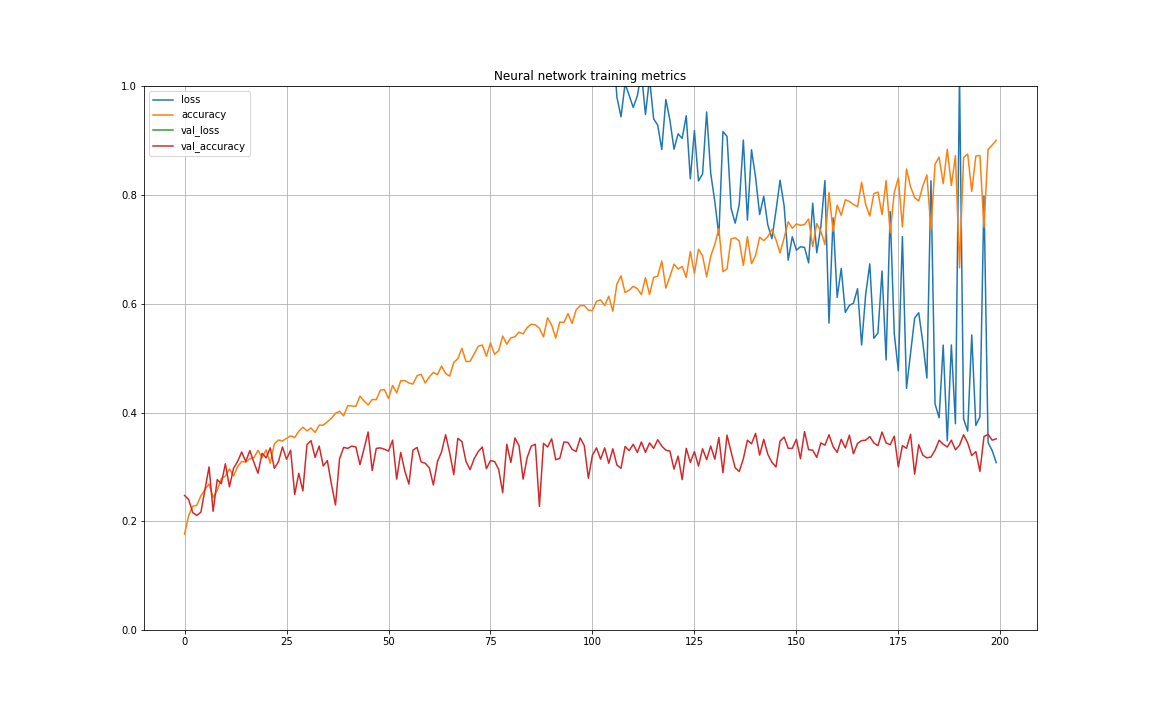 Neural network training metrics
1.0
loss
accuracy
val_loss
val_accuracy
0.8
0.6
0.4
0.2
0.0
0 25 50 75 100 125 150 175 200